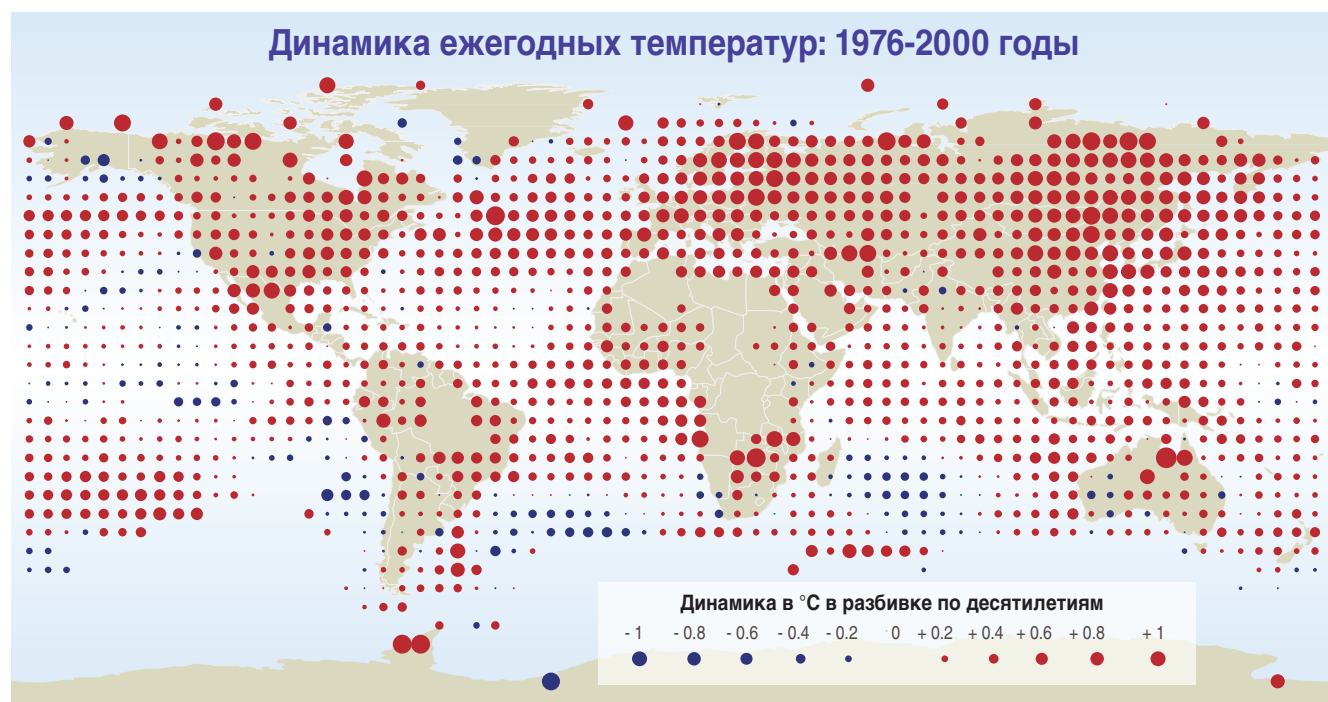 Динамика ежегодных температур: 1976-2000 годы
Динамика в °C в разбивке по десятилетиям
- 1 - 0.8 - 0.6 - 0.4 - 0.2 0 + 0.2 + 0.4 + 0.6 + 0.8 + 1